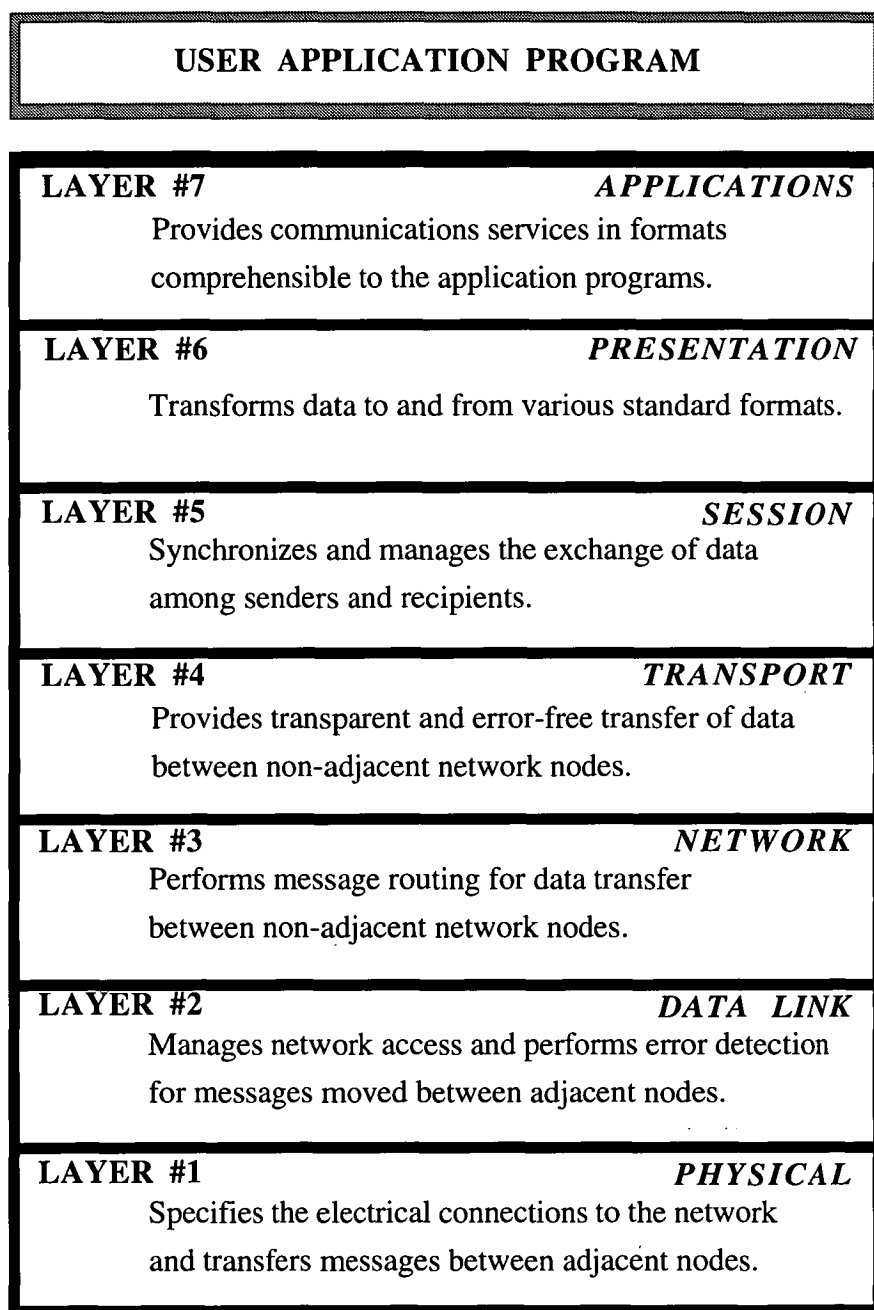 USER APPLICATION PROGRAM
LAYER #7 APPLICATIONS
Provides communications services in formats
comprehensible to the application programs.
LAYER #6 PRESENTATION
Transforms data to and from various standard formats.
LAYER #5 SESSION
Synchronizes and manages the exchange of data
among senders and recipients.
LAYER #4 TRANSPORT
Provides transparent and error-free transfer of data
between non-adjacent network nodes.
LAYER #3 NETWORK
Performs message routing for data transfer
between non-adjacent network nodes.
LAYER #2 DATA LINK
Manages network access and performs error detection
for messages moved between adjacent nodes.
LAYER #1 PHYSICAL
Specifies the electrical connections to the network
and transfers messages between adjacent nodes.